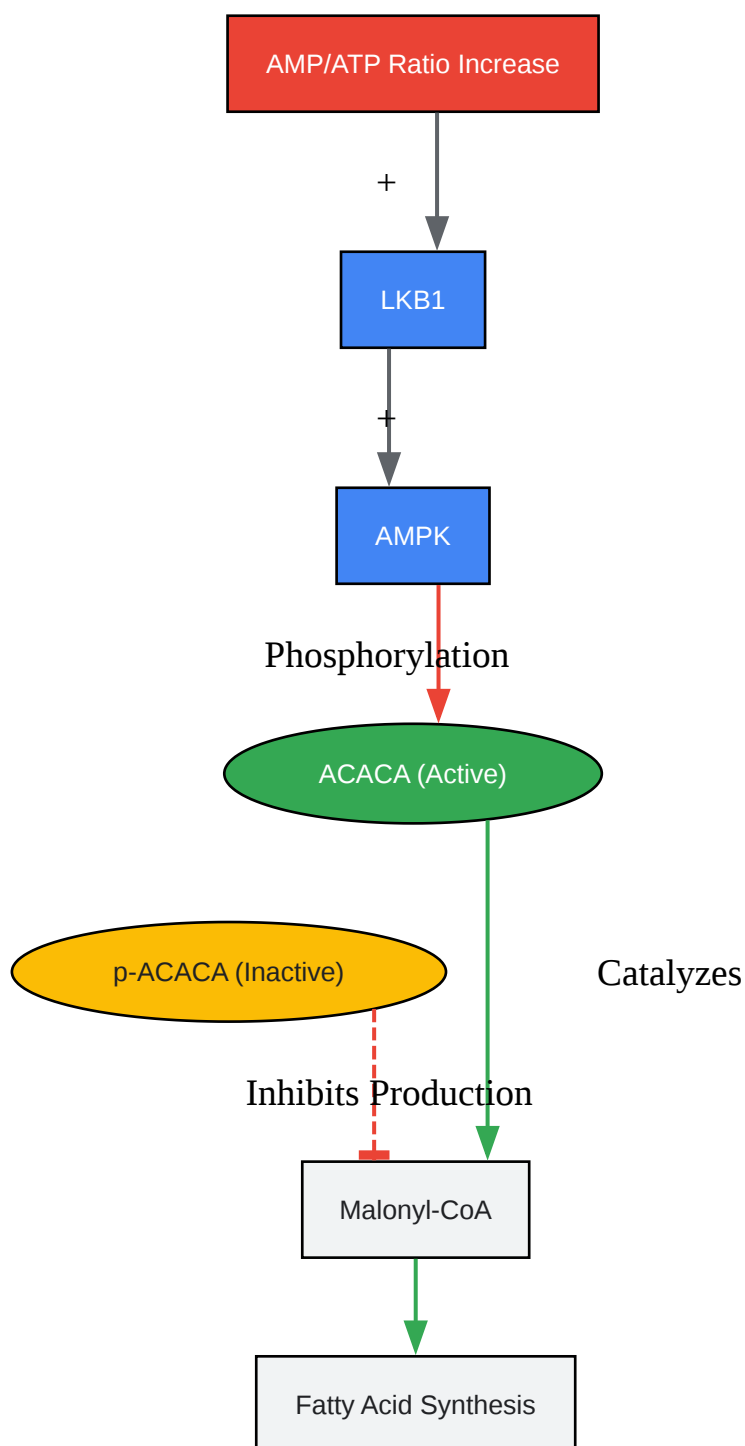 AMP/ATP Ratio Increase
+
LKB1
+
AMPK
Phosphorylation
ACACA (Active)
p-ACACA (Inactive)
Catalyzes
Inhibits Production
Malonyl-CoA
Fatty Acid Synthesis